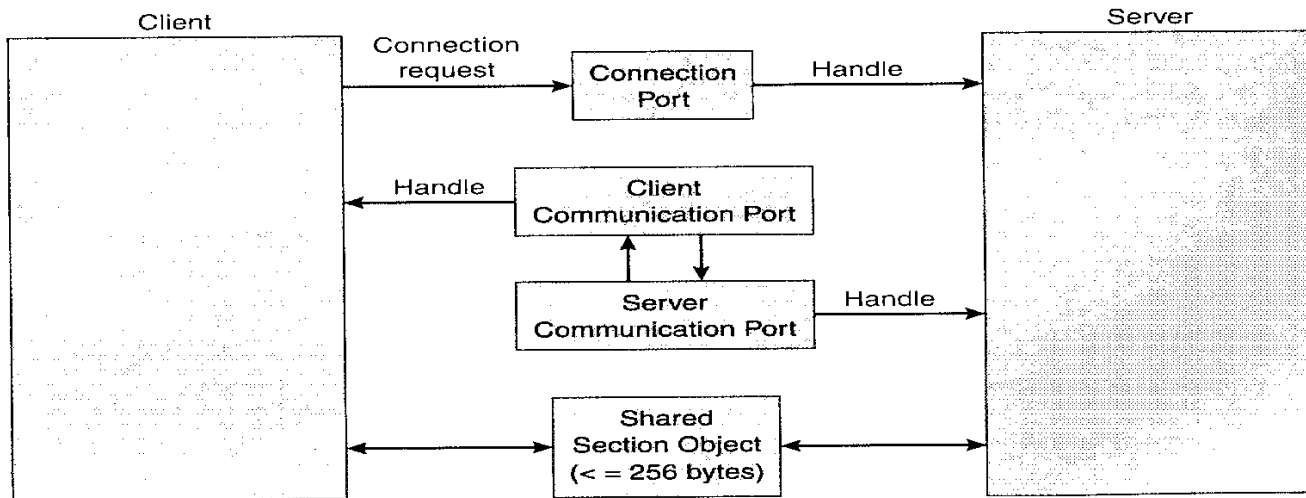 Client
Server
Connection
request
Connection
Port
Handle
Handle
Client
Communication Port
Server
Communication Port
Handle
Shared
Section Object
(< = 256 bytes)